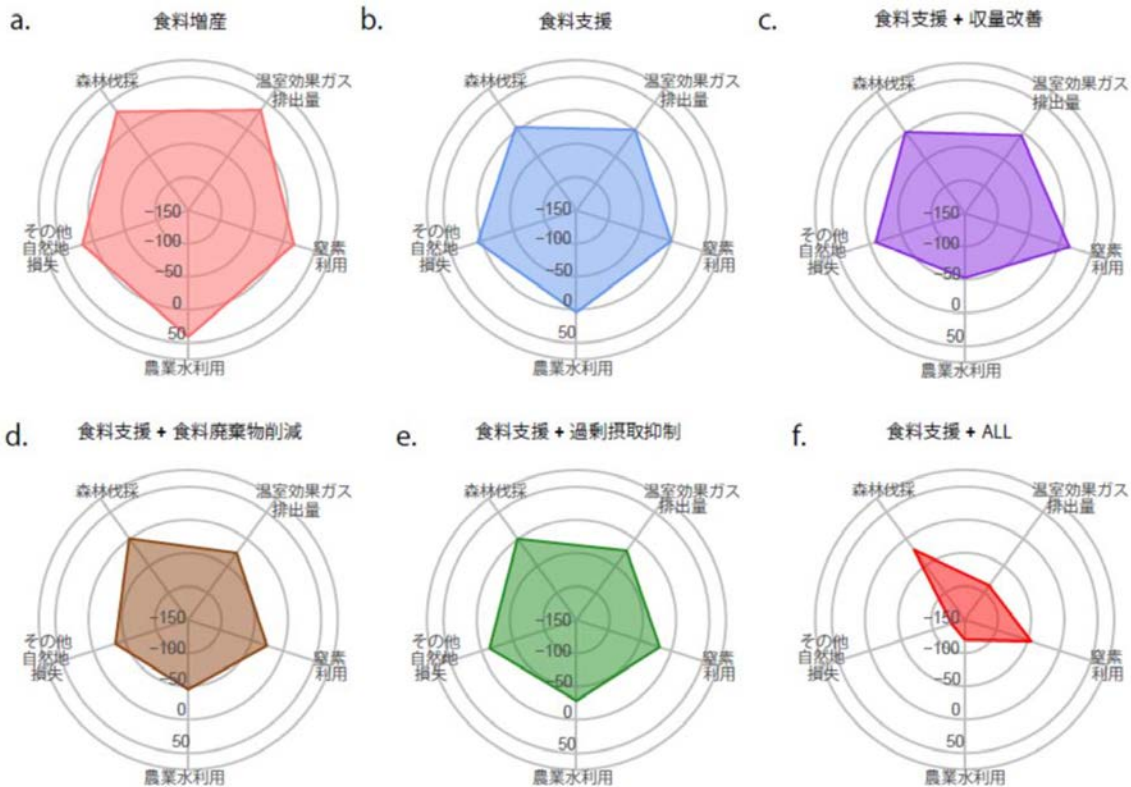 a.
食料増産
森林伐採
温室効果ガス
排出量
その他
自然地
損失
窒素
利用
農業水利用
−150
−100
−50
0
50
b.
食料支援
森林伐採
温室効果ガス
排出量
その他
自然地
損失
窒素
利用
農業水利用
−150
−100
−50
0
50
c.
食料支援 + 収量改善
森林伐採
温室効果ガス
排出量
その他
自然地
損失
窒素
利用
農業水利用
−150
−100
−50
0
50
d.
食料支援 + 食料廃棄物削減
森林伐採
温室効果ガス
排出量
その他
自然地
損失
窒素
利用
農業水利用
−150
−100
−50
0
50
e.
食料支援 + 過剰摂取抑制
森林伐採
温室効果ガス
排出量
その他
自然地
損失
窒素
利用
農業水利用
−150
−100
−50
0
50
f.
食料支援 + ALL
森林伐採
温室効果ガス
排出量
その他
自然地
損失
窒素
利用
農業水利用
−150
−100
−50
0
50